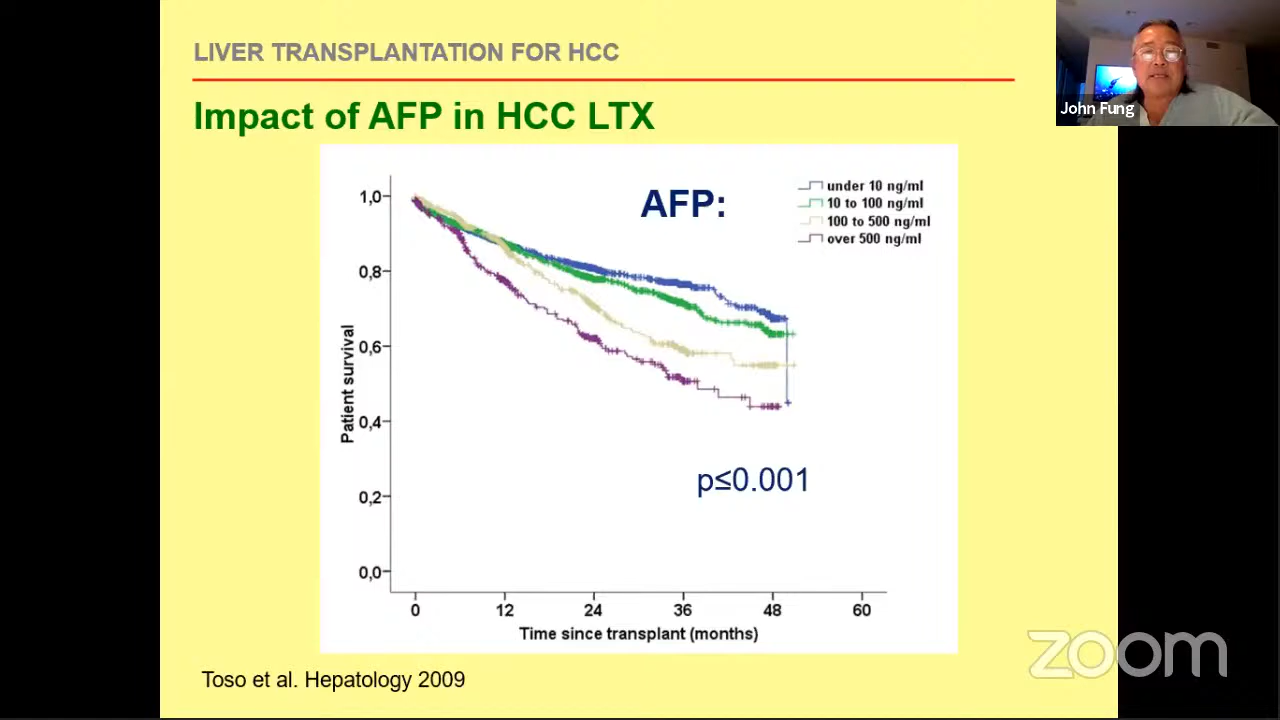 LIVER TRANSPLANTATION FOR HCC
Impact of AFP in HCC LTX
John Fung
AFP:
under 10 ng/ml
10 to 100 ng/ml
100 to 500 ng/ml
over 500 ng/ml
1,0
0,8
0,6
0,4
0,2
0,0
Patient survival
p≤0.001
0 12 24 36 48 60
Time since transplant (months)
Toso et al. Hepatology 2009
zoom